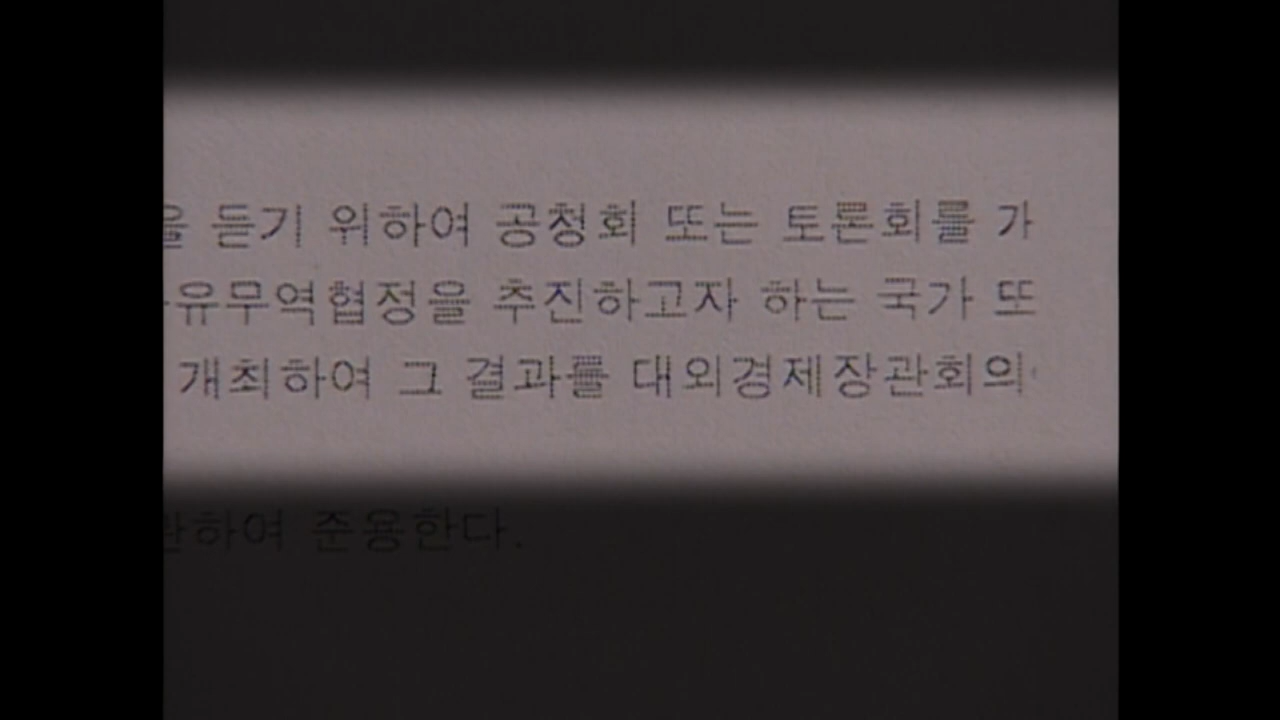 을 듣기 위하여 공청회 또는 토론회를
유무역협정을 추진하고자 하는 국가 또
개최하여 그 결과를 대외경제장관회의
하여 준용한다.